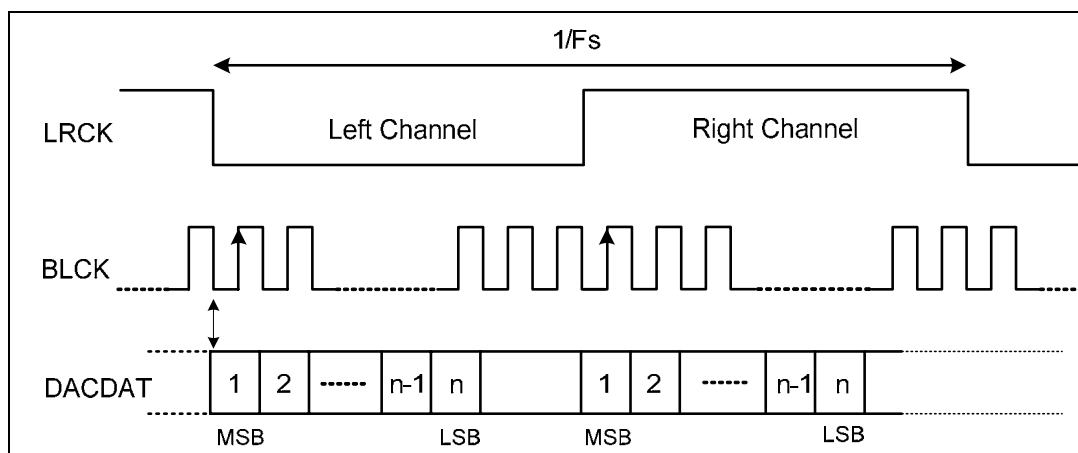 1/Fs
LRCK
Left Channel
Right Channel
BLCK
DACDAT
1 2 n-1 n 1 2 n-1 n
MSB LSB MSB LSB